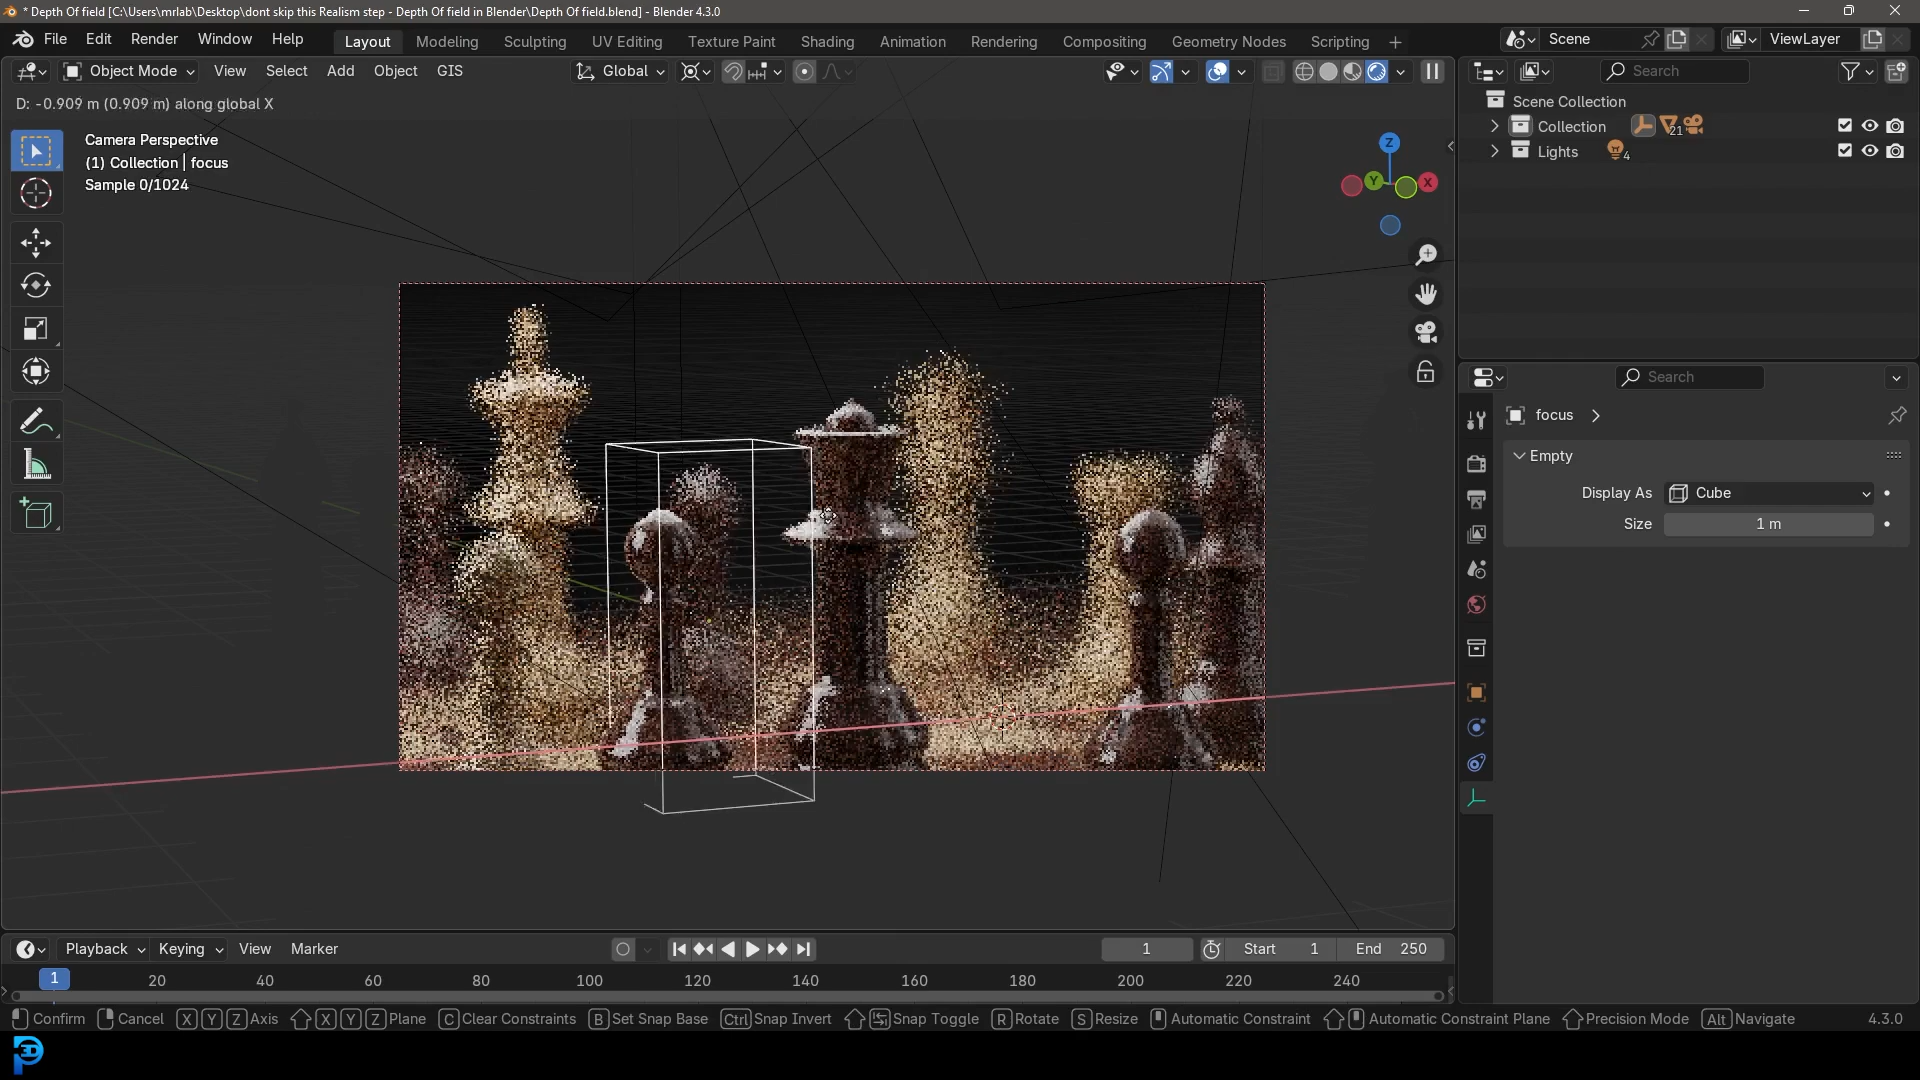 * Depth Of field [C:\Users\mrlab\Desktop\dont skip this Realism step - Depth Of field in Blender\Depth Of field.blend] - Blender 4.3.0
File Edit Render Window Help Layout Modeling Sculpting UV Editing Texture Paint Shading Animation Rendering Compositing Geometry Nodes Scripting + Scene ViewLayer
Object Mode View Select Add Object GIS Global Search
D: -0.909 m (0.909 m) along global X
Scene Collection
Camera Perspective
(1) Collection | focus
Sample 0/1024
Collection 21
Lights 4
Z
Y X
Search
focus
Empty
Display As Cube
Size 1 m
Playback Keying View Marker 1 Start 1 End 250
1 20 40 60 80 100 120 140 160 180 200 220 240
Confirm Cancel X Y Z Axis X Y Z Plane C Clear Constraints B Set Snap Base Ctrl Snap Invert Snap Toggle R Rotate S Resize Automatic Constraint Automatic Constraint Plane Precision Mode Alt Navigate 4.3.0